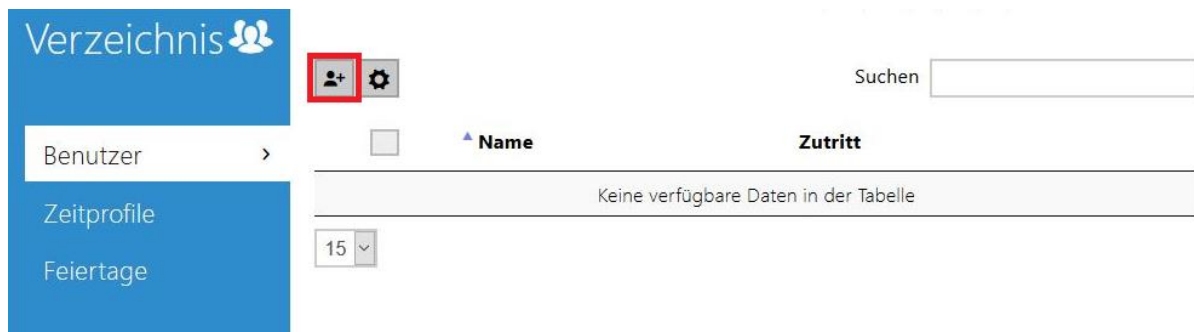 Verzeichnis
Suchen
Name Zutritt
Benutzer
Keine verfügbare Daten in der Tabelle
Zeitprofile
15
Feiertage